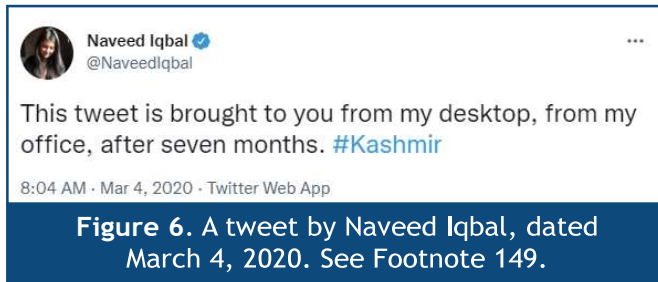 Naveed Iqbal
@NaveedIqbal
This tweet is brought to you from my desktop, from my
office, after seven months. #Kashmir
8:04 AM · Mar 4, 2020 · Twitter Web App
Figure 6. A tweet by Naveed Iqbal, dated
March 4, 2020. See Footnote 149.